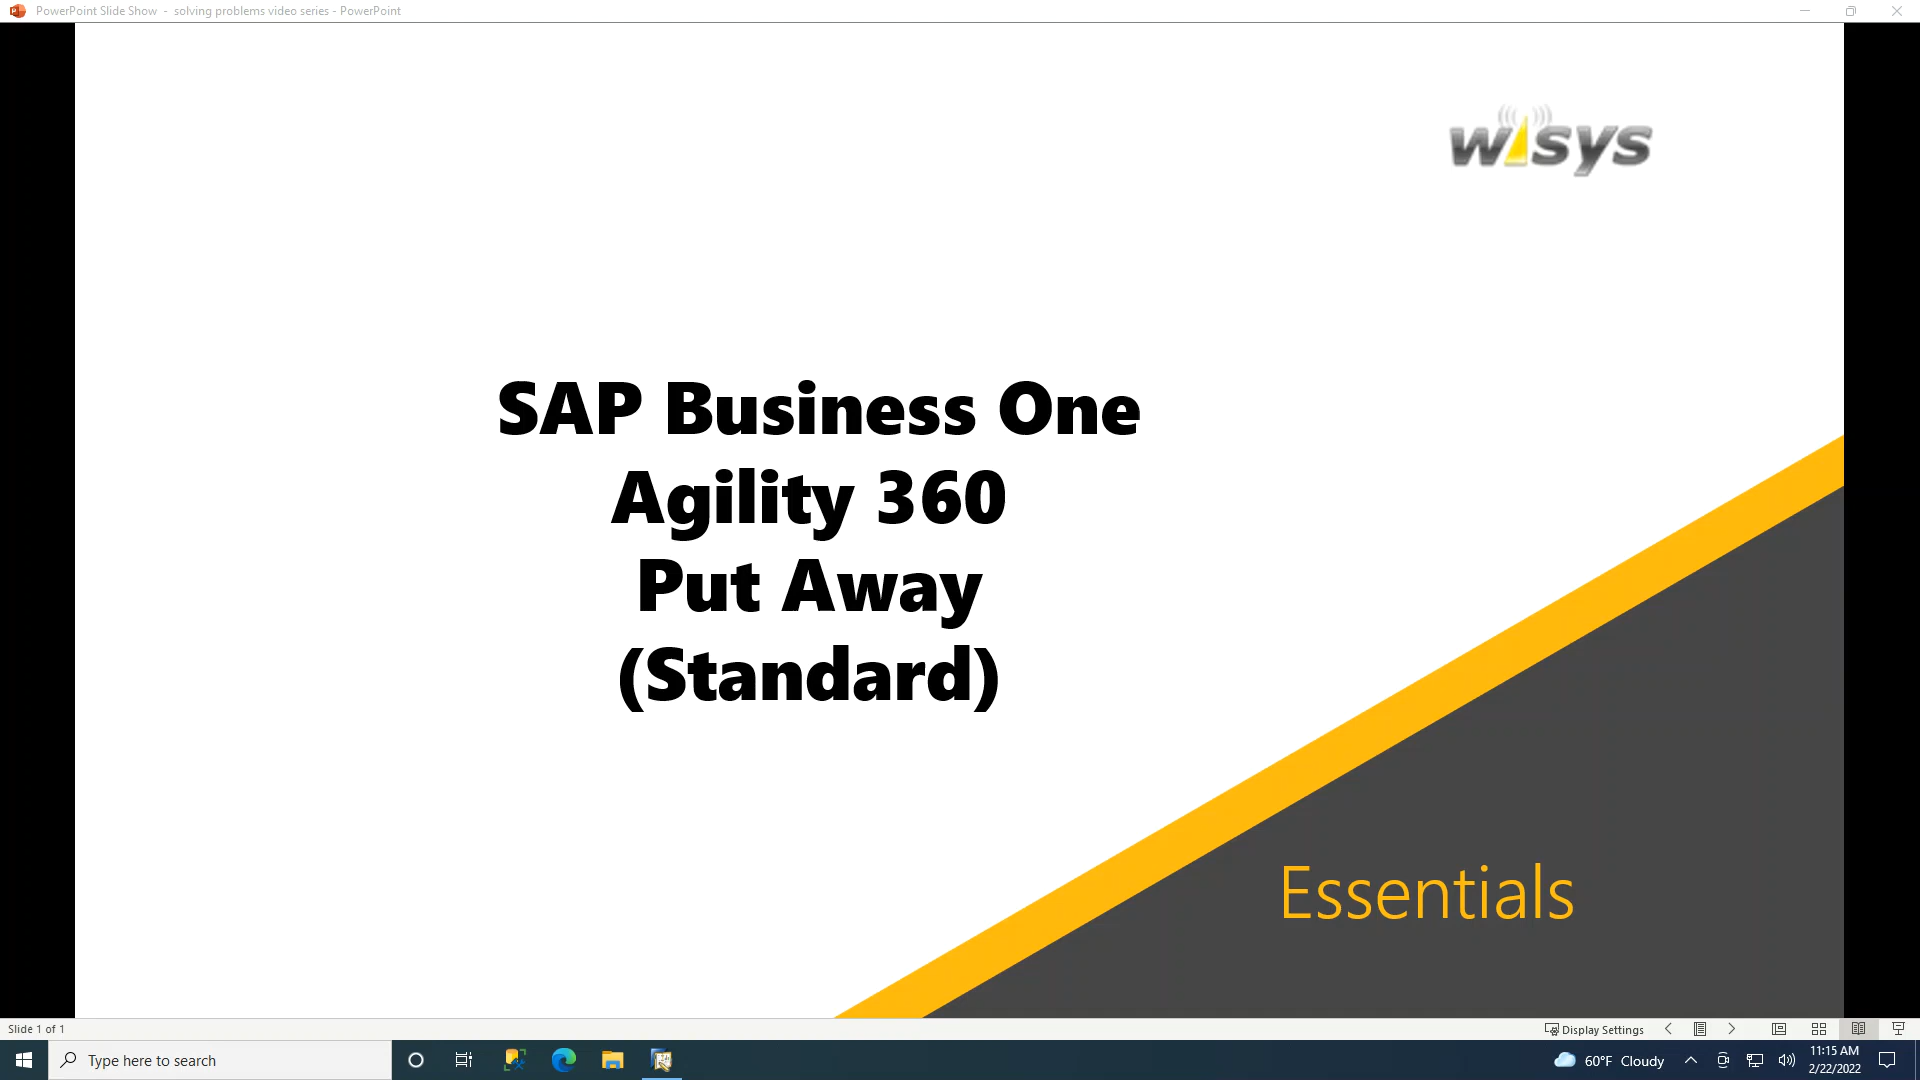 PowerPoint Slide Show - solving problems video series - PowerPoint
wisys
SAP Business One
Agility 360
Put Away
(Standard)
Essentials
Slide 1 of 1
Display Settings
Type here to search
60°F Cloudy
11:15 AM
2/22/2022